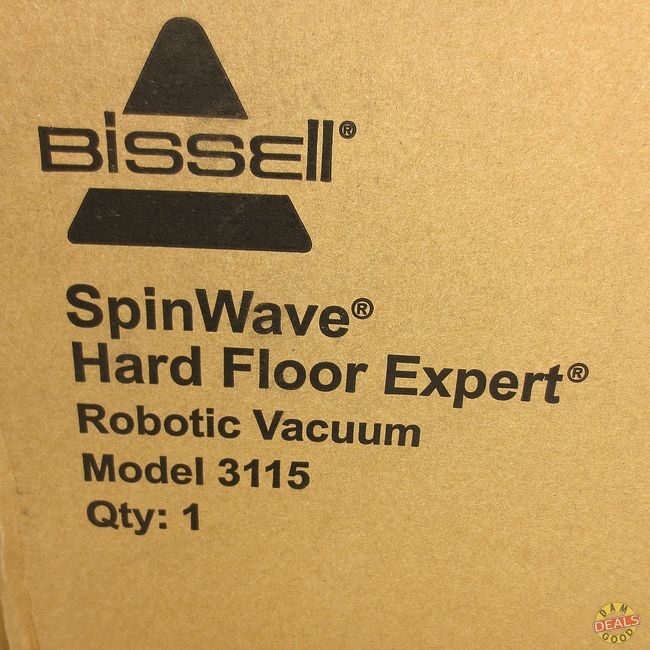 BISSELL®
SpinWave®
Hard Floor Expert®
Robotic Vacuum
Model 3115
Qty: 1
DAM
DEALS
GOOD